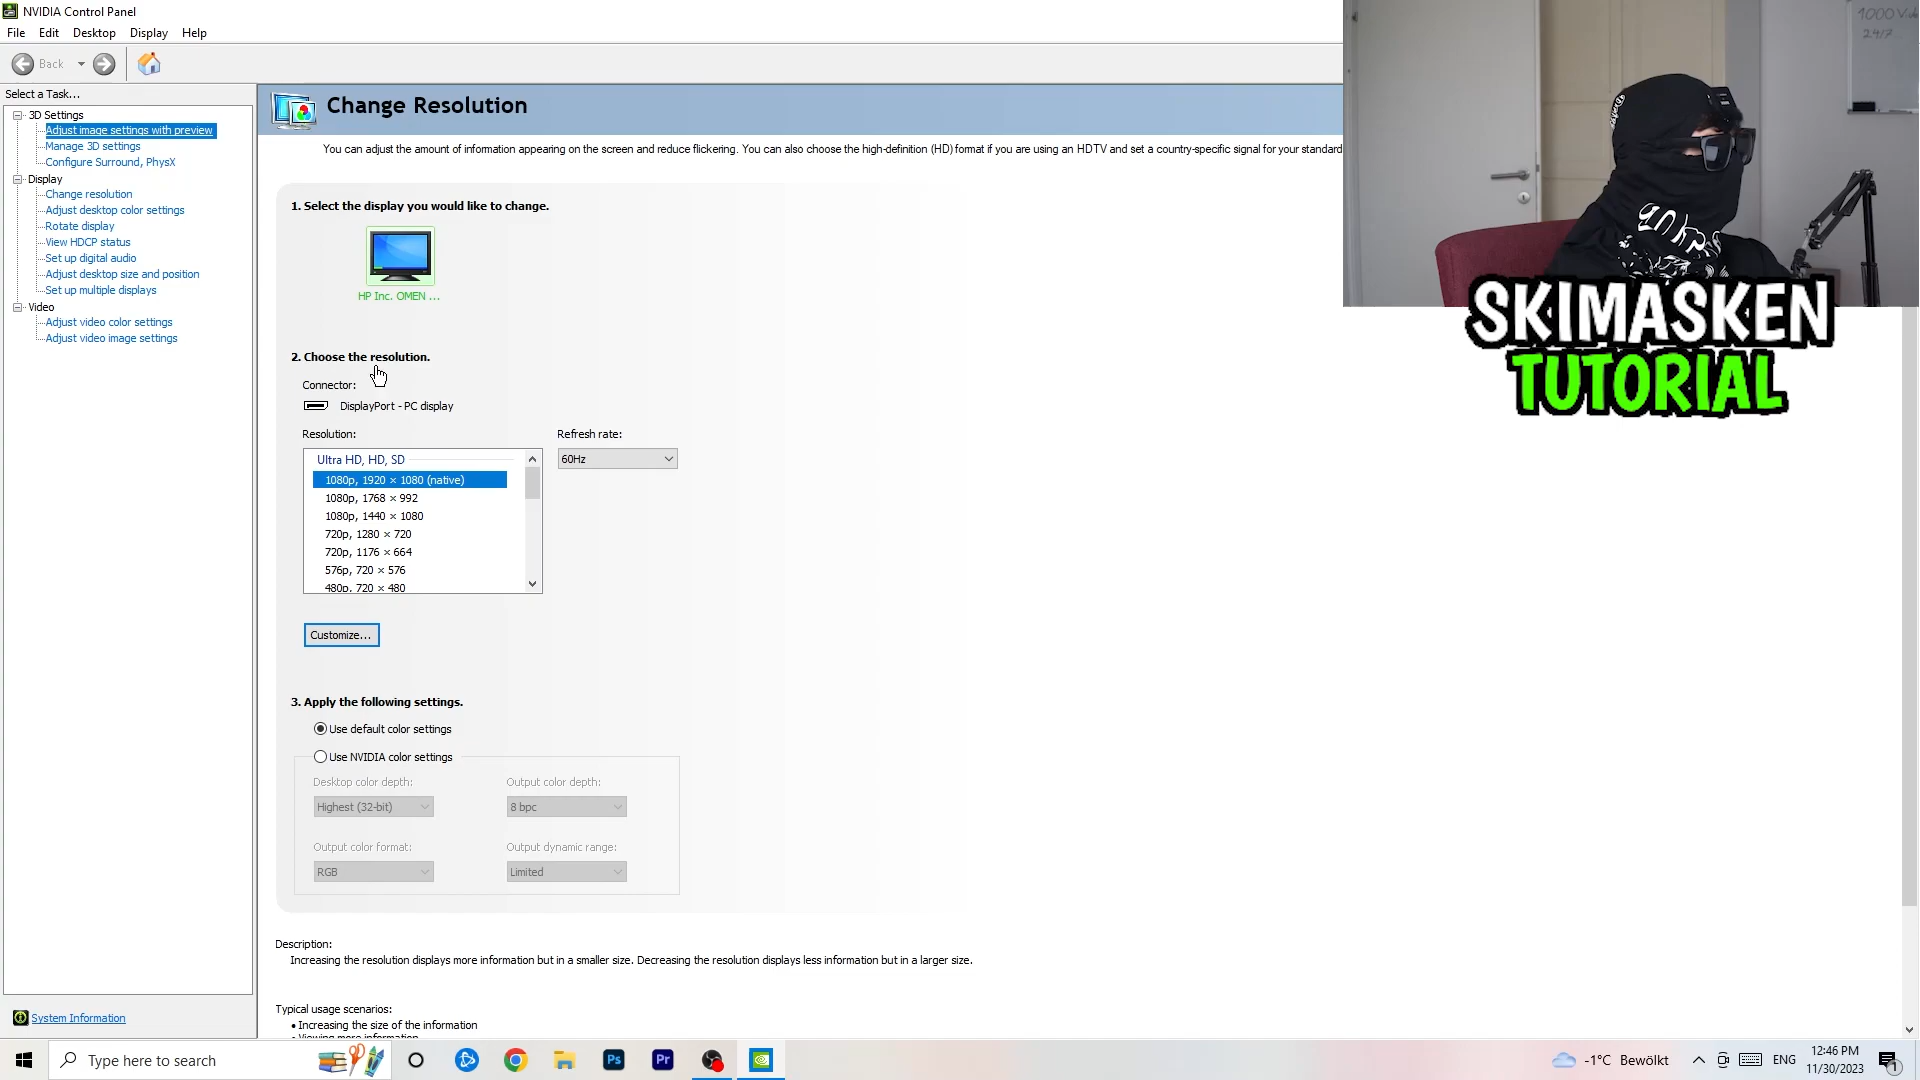 NVIDIA Control Panel
File Edit Desktop Display Help
Back
Select a Task...
3D Settings
Adjust image settings with preview
Manage 3D settings
Configure Surround, PhysX
Display
Change resolution
Adjust desktop color settings
Rotate display
View HDCP status
Set up digital audio
Adjust desktop size and position
Set up multiple displays
Video
Adjust video color settings
Adjust video image settings
System Information
Change Resolution
You can adjust the amount of information appearing on the screen and reduce flickering. You can also choose the high-definition (HD) format if you are using an HDTV and set a country-specific signal for your standard
1. Select the display you would like to change.
HP Inc. OMEN ...
2. Choose the resolution.
Connector:
DisplayPort - PC display
Resolution:
Refresh rate:
Ultra HD, HD, SD
60Hz
1080p, 1920 × 1080 (native)
1080p, 1768 × 992
1080p, 1440 × 1080
720p, 1280 × 720
720p, 1176 × 664
576p, 720 × 576
480p, 720 × 480
Customize...
3. Apply the following settings.
Use default color settings
Use NVIDIA color settings
Desktop color depth:
Output color depth:
Highest (32-bit)
8 bpc
Output color format:
Output dynamic range:
RGB
Limited
Description:
Increasing the resolution displays more information but in a smaller size. Decreasing the resolution displays less information but in a larger size.
Typical usage scenarios:
• Increasing the size of the information
• Viewing more information
24/7
SKIMASKEN
TUTORIAL
Type here to search
Ps
Pr
-1°C Bewölkt
ENG
12:46 PM
11/30/2023
1